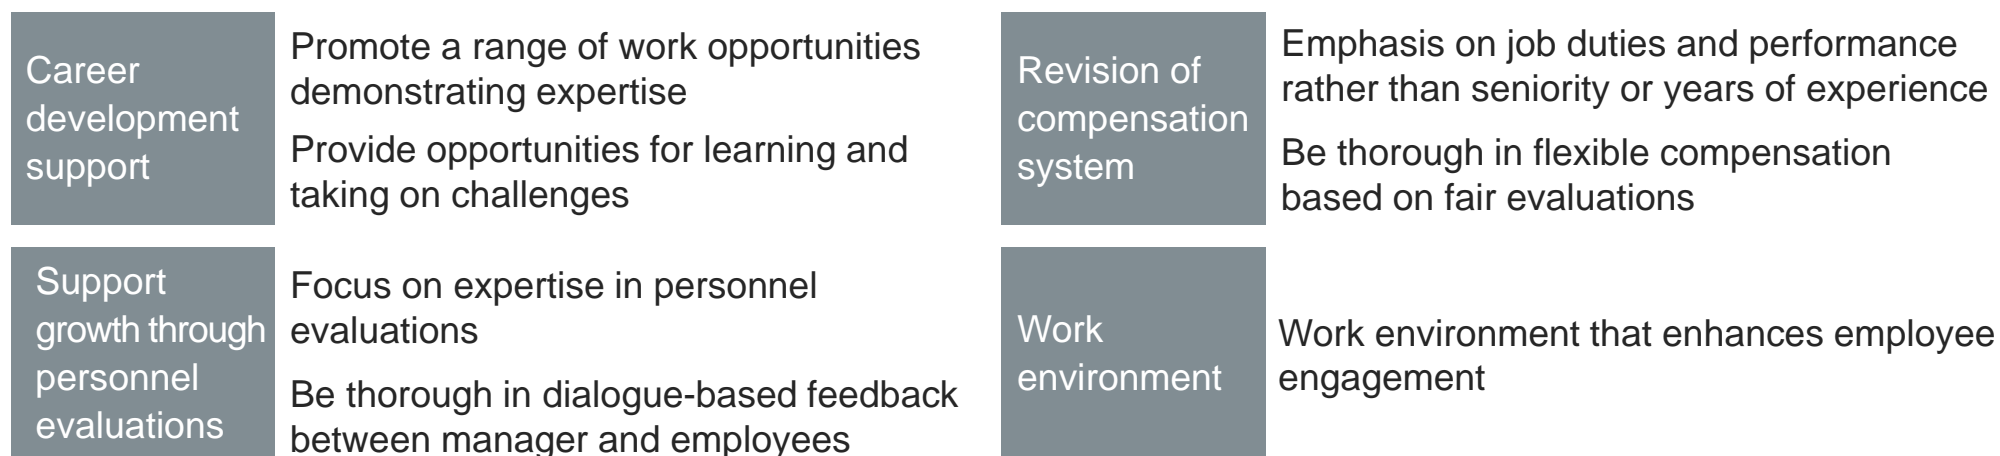 Career
development
support
Promote a range of work opportunities
demonstrating expertise
Provide opportunities for learning and
taking on challenges
Revision of
compensation
system
Emphasis on job duties and performance
rather than seniority or years of experience
Be thorough in flexible compensation
based on fair evaluations
Support
growth through
personnel
evaluations
Focus on expertise in personnel
evaluations
Be thorough in dialogue-based feedback
between manager and employees
Work
environment
Work environment that enhances employee
engagement